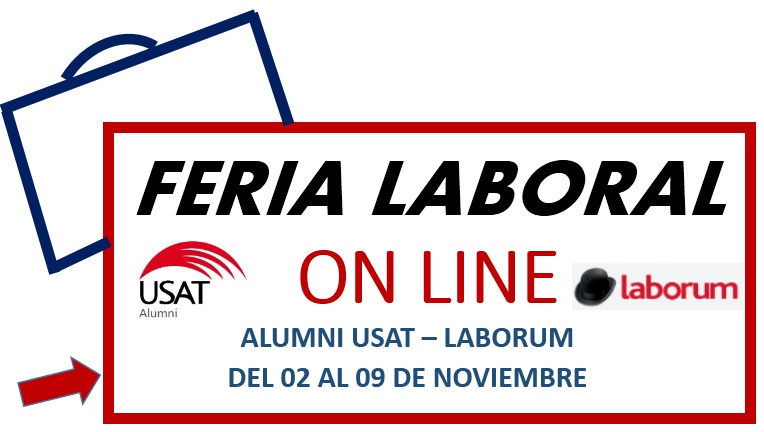 FERIA LABORAL
ON LINE
USAT
Alumni
laborum
ALUMNI USAT – LABORUM
DEL 02 AL 09 DE NOVIEMBRE